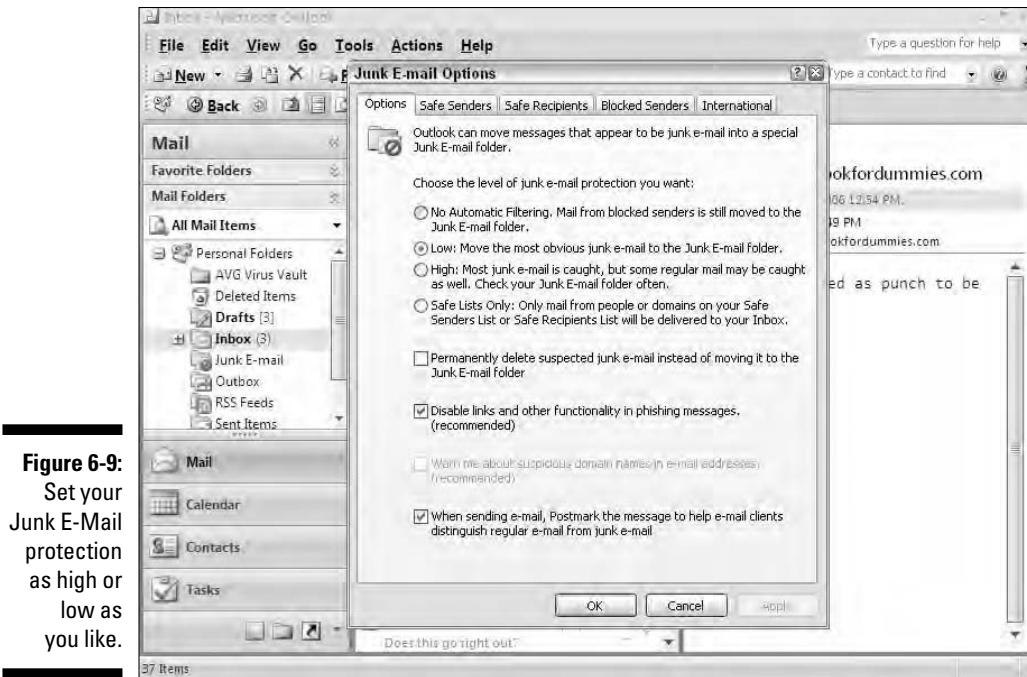 Inbox - Microsoft Outlook
File Edit View Go Tools Actions Help
Type a question for help
New
Junk E-mail Options
Type a contact to find
Back
Options Safe Senders Safe Recipients Blocked Senders International
Outlook can move messages that appear to be junk e-mail into a special
Junk E-mail folder.
Choose the level of junk e-mail protection you want:
No Automatic Filtering. Mail from blocked senders is still moved to the
Junk E-mail folder.
Low: Move the most obvious junk e-mail to the Junk E-mail folder.
High: Most junk e-mail is caught, but some regular mail may be caught
as well. Check your Junk E-mail folder often.
Safe Lists Only: Only mail from people or domains on your Safe
Senders List or Safe Recipients List will be delivered to your Inbox.
Permanently delete suspected junk e-mail instead of moving it to the
Junk E-mail folder
Disable links and other functionality in phishing messages.
(recommended)
Warn me about suspicious domain names in e-mail addresses.
(recommended)
When sending e-mail, Postmark the message to help e-mail clients
distinguish regular e-mail from junk e-mail
OK Cancel Apply
Mail
Favorite Folders
Mail Folders
All Mail Items
Personal Folders
AVG Virus Vault
Deleted Items
Drafts [3]
Inbox (3)
Junk E-mail
Outbox
RSS Feeds
Sent Items
Mail
Calendar
Contacts
Tasks
okfordummies.com
06 12:54 PM.
49 PM
okfordummies.com
ed as punch to be
Does this go right out?
37 Items
Figure 6-9:
Set your
Junk E-Mail
protection
as high or
low as
you like.